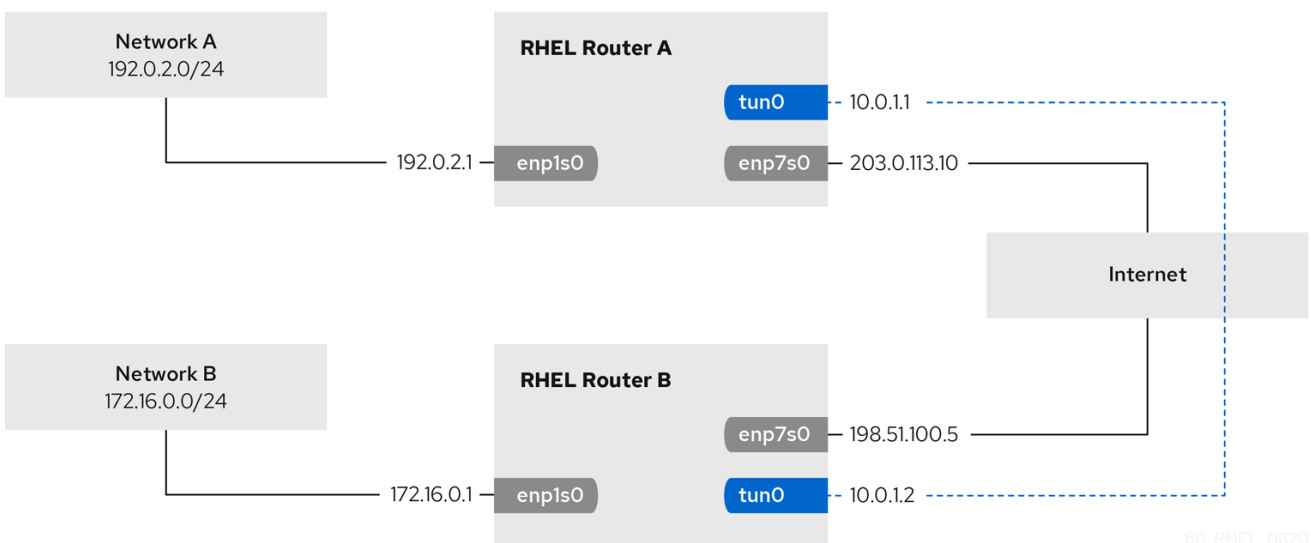 Network A
192.0.2.0/24
RHEL Router A
tun0
10.0.1.1
192.0.2.1
enp1s0
enp7s0
203.0.113.10
Internet
Network B
172.16.0.0/24
RHEL Router B
enp7s0
198.51.100.5
172.16.0.1
enp1s0
tun0
10.0.1.2
60_RHEL_0820